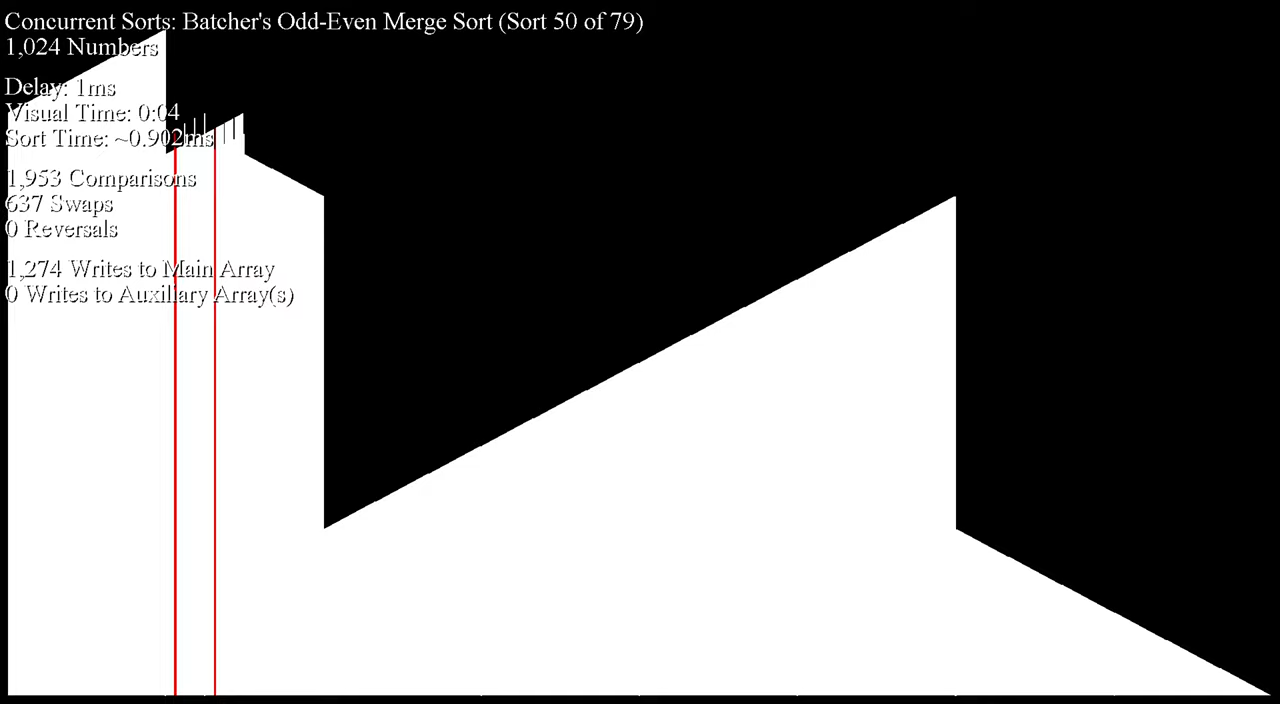 Concurrent Sorts: Batcher's Odd-Even Merge Sort (Sort 50 of 79)
1,024 Numbers
Delay: 1ms
Visual Time: 0:04
Sort Time: ~0.902ms
1,953 Comparisons
637 Swaps
0 Reversals
1,274 Writes to Main Array
0 Writes to Auxiliary Array(s)